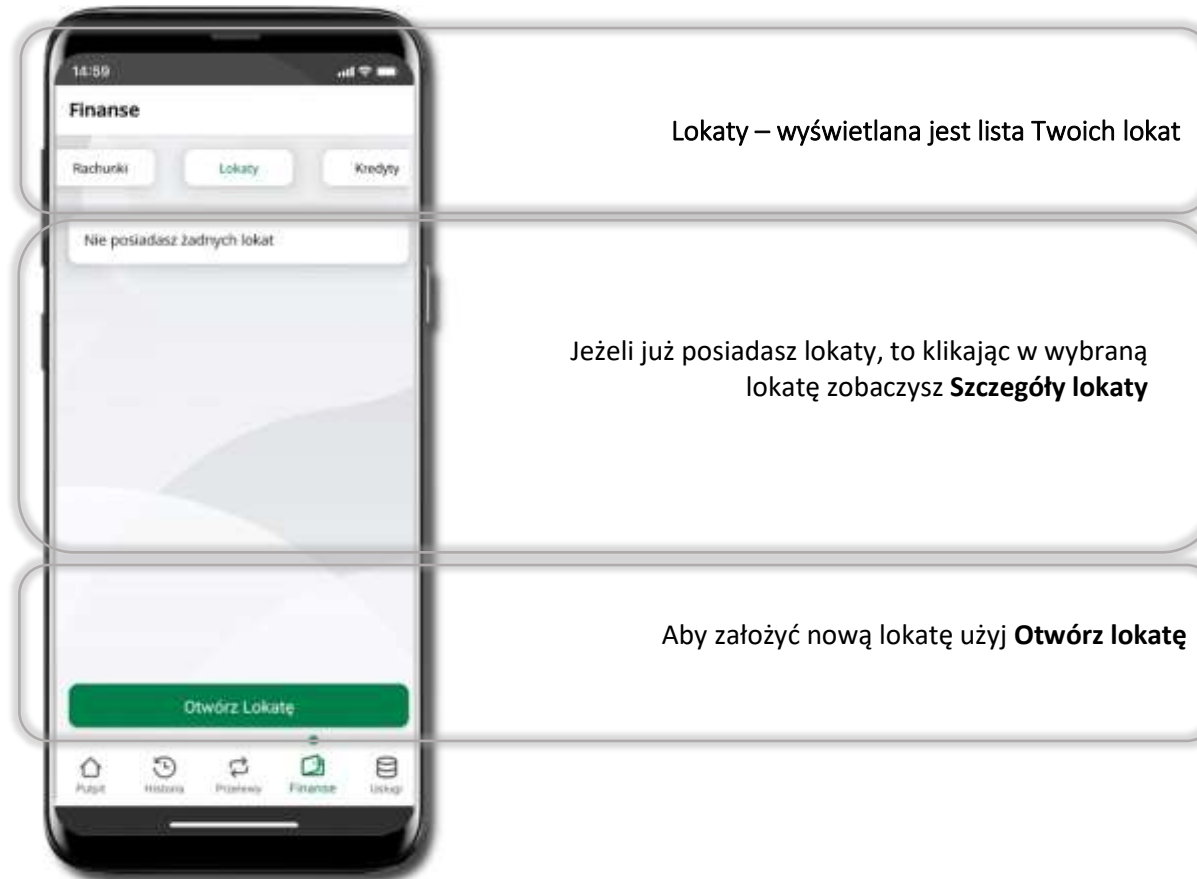 14:59
Finanse
Rachunki Lokaty Kredyty
Lokaty – wyświetlana jest lista Twoich lokat
Nie posiadasz żadnych lokat
Jeżeli już posiadasz lokaty, to klikając w wybraną
lokatę zobaczysz Szczegóły lokaty
Aby założyć nową lokatę użyj Otwórz lokatę
Otwórz Lokatę
Pulpit Historia Przelewy Finanse Usługi